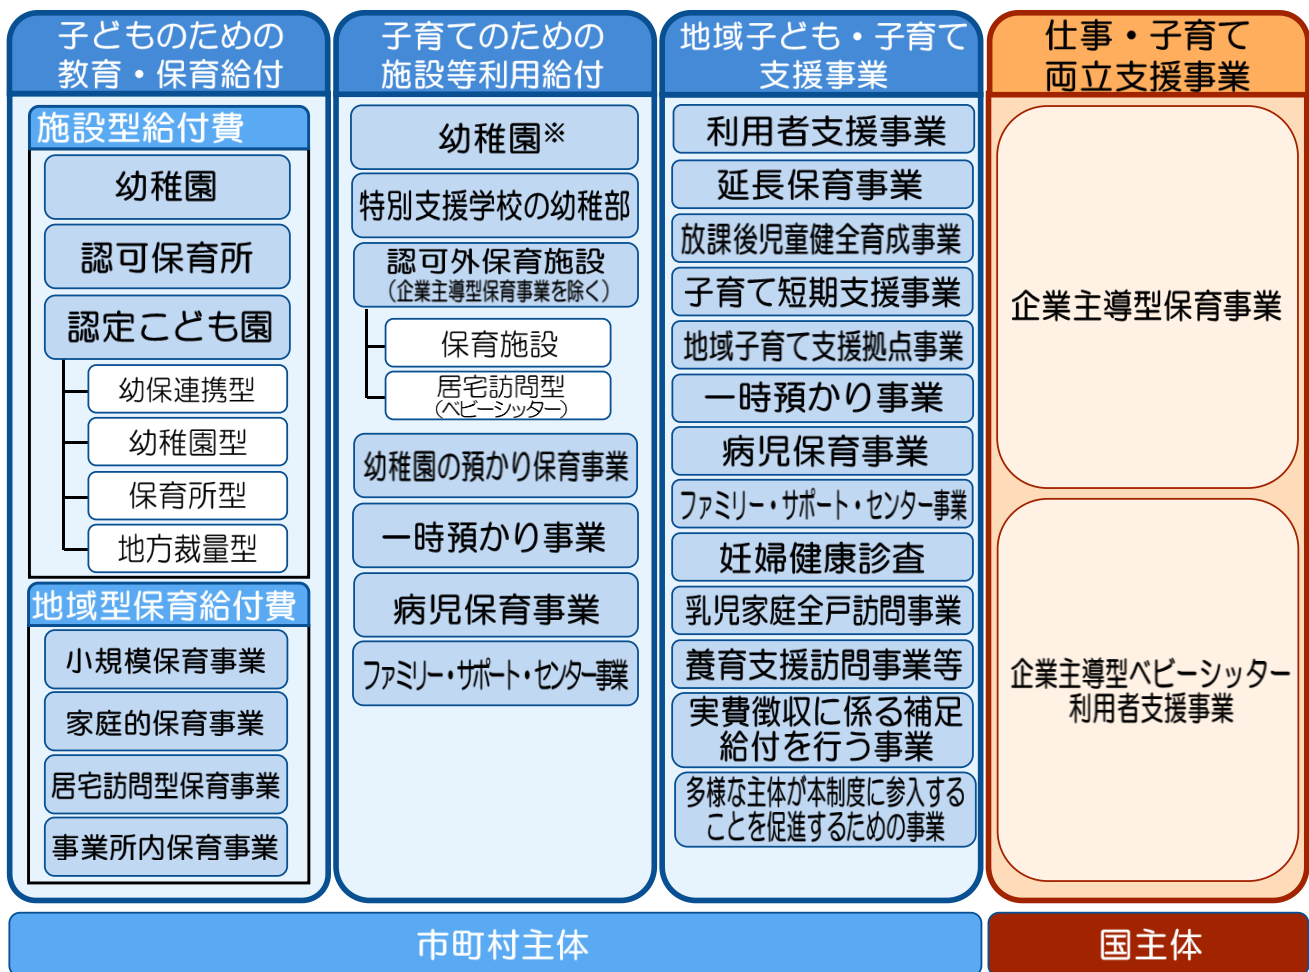 子どものための
教育・保育給付
施設型給付費
幼稚園
認可保育所
認定こども園
幼保連携型
幼稚園型
保育所型
地方裁量型
地域型保育給付費
小規模保育事業
家庭的保育事業
居宅訪問型保育事業
事業所内保育事業
子育てのための
施設等利用給付
幼稚園※
特別支援学校の幼稚部
認可外保育施設
（企業主導型保育事業を除く）
保育施設
居宅訪問型
（ベビーシッター）
幼稚園の預かり保育事業
一時預かり事業
病児保育事業
ファミリー・サポート・センター事業
地域子ども・子育て
支援事業
利用者支援事業
延長保育事業
放課後児童健全育成事業
子育て短期支援事業
地域子育て支援拠点事業
一時預かり事業
病児保育事業
ファミリー・サポート・センター事業
妊婦健康診査
乳児家庭全戸訪問事業
養育支援訪問事業等
実費徴収に係る補足
給付を行う事業
多様な主体が本制度に参入する
ことを促進するための事業
仕事・子育て
両立支援事業
企業主導型保育事業
企業主導型ベビーシッター
利用者支援事業
市町村主体
国主体